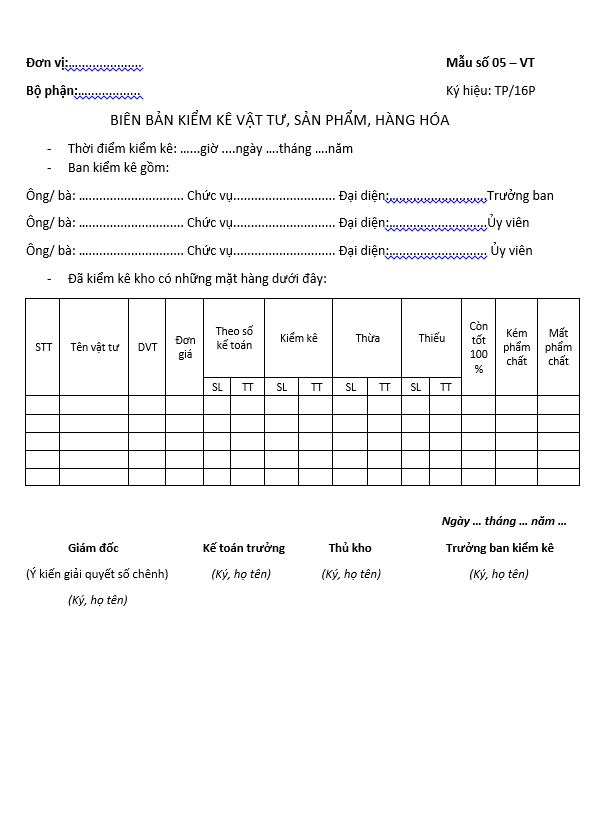 Đơn vị:...................... Mẫu số 05 – VT
Bộ phận:................... Ký hiệu: TP/16P
BIÊN BẢN KIỂM KÊ VẬT TƯ, SẢN PHẨM, HÀNG HÓA
- Thời điểm kiểm kê: ……giờ ….ngày ….tháng ….năm
- Ban kiểm kê gồm:
Ông/ bà: ................................ Chức vụ............................... Đại diện:..............................Trưởng ban
Ông/ bà: ................................ Chức vụ............................... Đại diện:..............................Ủy viên
Ông/ bà: ................................ Chức vụ............................... Đại diện:.............................. Ủy viên
- Đã kiểm kê kho có những mặt hàng dưới đây:
STT Tên vật tư DVT Đơn giá Theo số kế toán Kiểm kê Thừa Thiếu Còn tốt 100 % Kém phẩm chất Mất phẩm chất
SL TT SL TT SL TT SL TT
Ngày … tháng … năm …
Giám đốc Kế toán trưởng Thủ kho Trưởng ban kiểm kê
(Ý kiến giải quyết số chênh) (Ký, họ tên) (Ký, họ tên) (Ký, họ tên)
(Ký, họ tên)